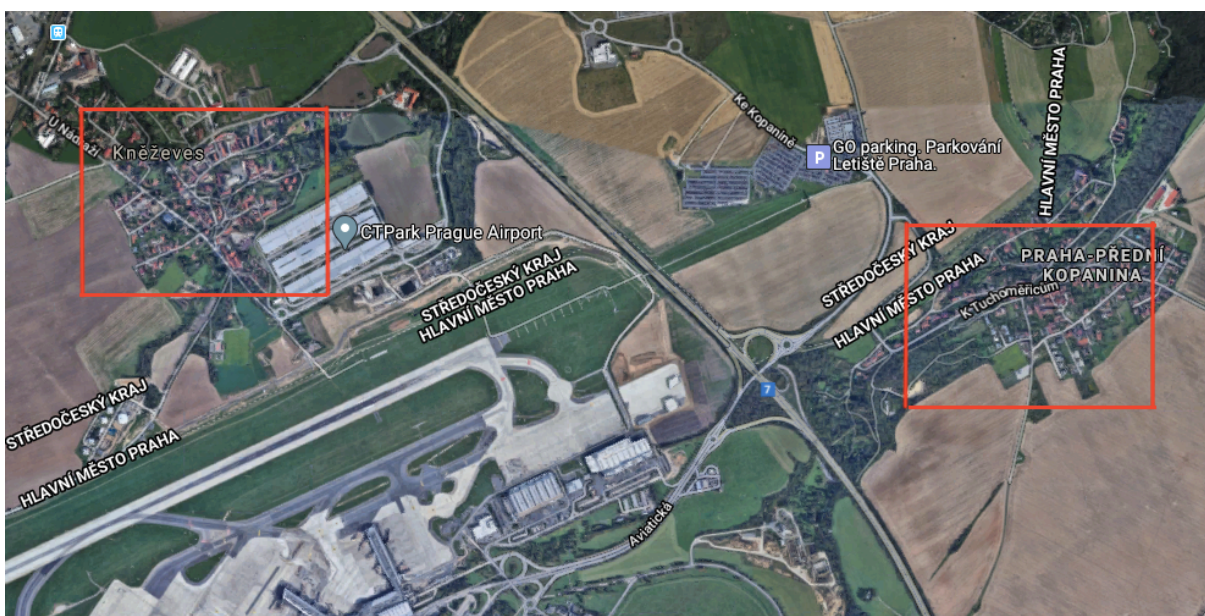 U Nádraží
Kněževes
CTPark Prague Airport
STŘEDOČESKÝ KRAJ
HLAVNÍ MĚSTO PRAHA
Ke Kopanině
P
GO parking. Parkování
Letiště Praha.
HLAVNÍ MĚSTO PRAHA
STŘEDOČESKÝ KRAJ
HLAVNÍ MĚSTO PRAHA
PRAHA-PŘEDNÍ
KOPANINA
K Tuchoměřicům
7
STŘEDOČESKÝ KRAJ
HLAVNÍ MĚSTO PRAHA
Aviatická